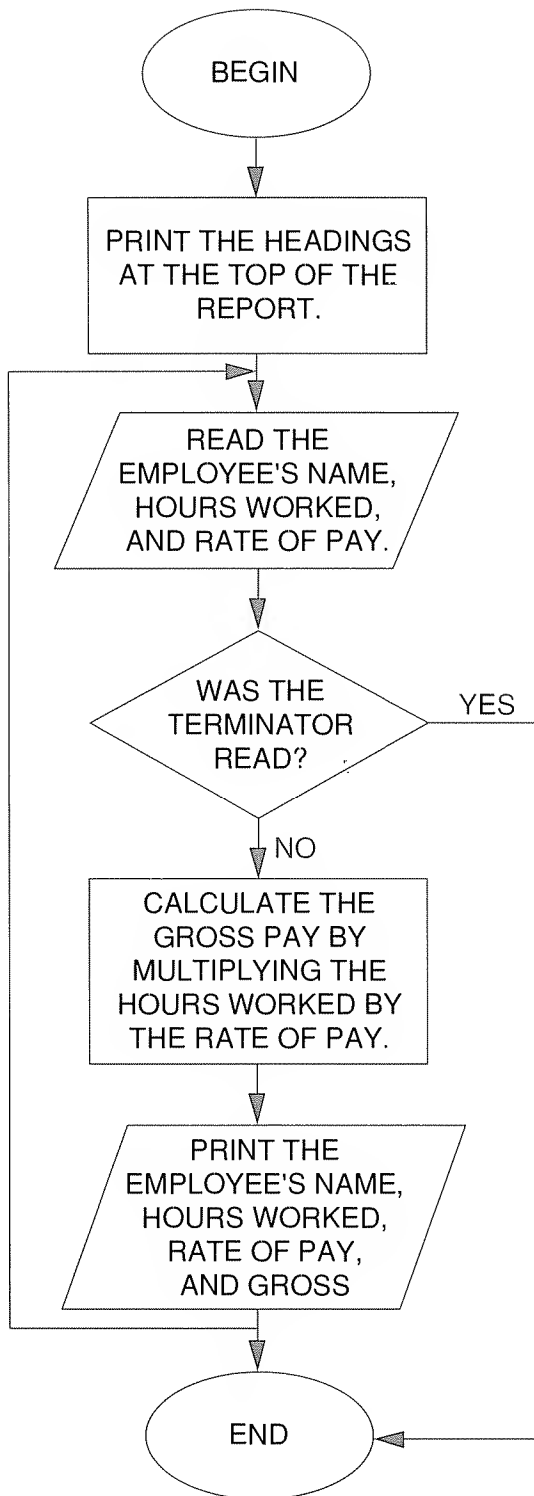 BEGIN
PRINT THE HEADINGS
AT THE TOP OF THE
REPORT.
READ THE
EMPLOYEE'S NAME,
HOURS WORKED,
AND RATE OF PAY.
WAS THE
TERMINATOR
READ?
YES
NO
CALCULATE THE
GROSS PAY BY
MULTIPLYING THE
HOURS WORKED BY
THE RATE OF PAY.
PRINT THE
EMPLOYEE'S NAME,
HOURS WORKED,
RATE OF PAY,
AND GROSS
END